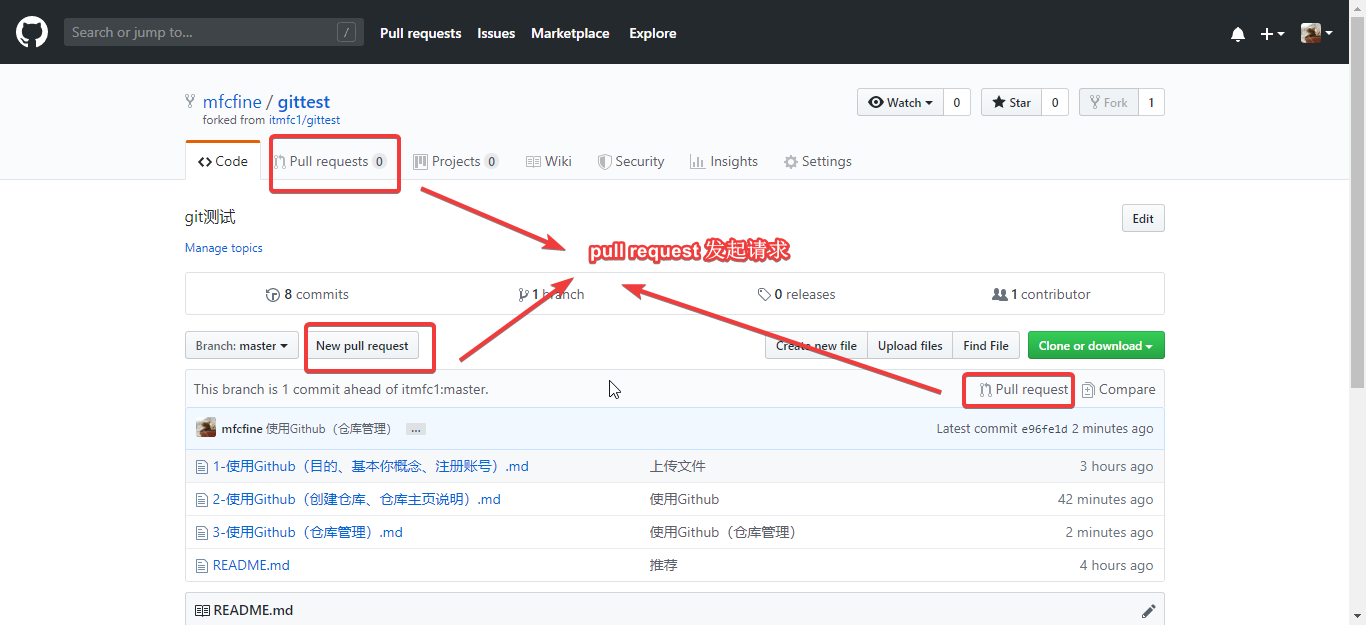 Search or jump to... /
Pull requests Issues Marketplace Explore
mfcfine / gittest
forked from itmfc1/gittest
Watch 0 Star 0 Fork 1
Code Pull requests 0 Projects 0 Wiki Security Insights Settings
git测试
Edit
Manage topics
pull request 发起请求
8 commits 1 branch 0 releases 1 contributor
Branch: master New pull request Create new file Upload files Find File Clone or download
This branch is 1 commit ahead of itmfc1:master. Pull request Compare
mfcfine 使用Github（仓库管理） ... Latest commit e96fe1d 2 minutes ago
1-使用Github（目的、基本你概念、注册账号）.md 上传文件 3 hours ago
2-使用Github（创建仓库、仓库主页说明）.md 使用Github 42 minutes ago
3-使用Github（仓库管理）.md 使用Github（仓库管理） 2 minutes ago
README.md 推荐 4 hours ago
README.md